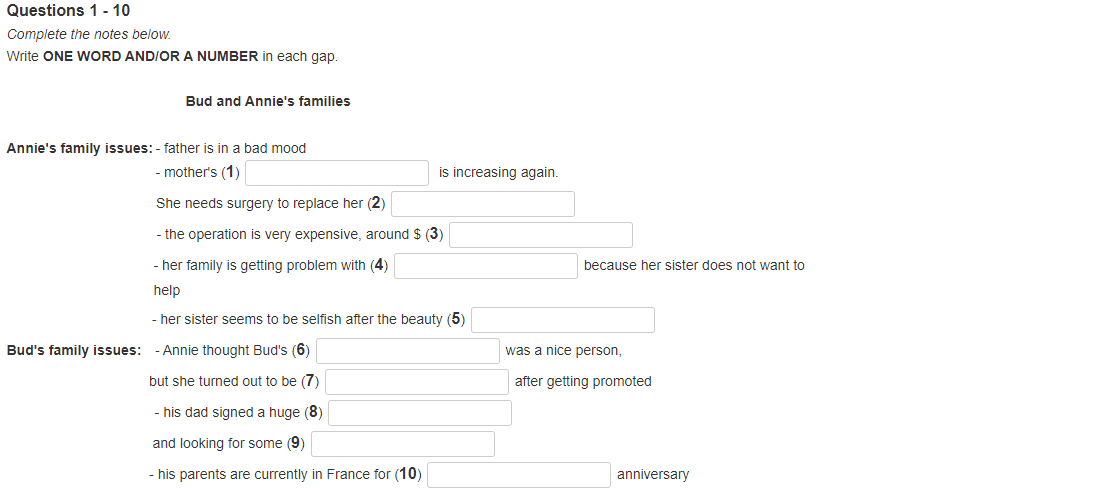 Questions 1 - 10
Complete the notes below.
Write ONE WORD AND/OR A NUMBER in each gap.
Bud and Annie's families
Annie's family issues: - father is in a bad mood
- mother's (1) is increasing again.
She needs surgery to replace her (2)
- the operation is very expensive, around $ (3)
- her family is getting problem with (4) because her sister does not want to
help
- her sister seems to be selfish after the beauty (5)
Bud's family issues: - Annie thought Bud's (6) was a nice person,
but she turned out to be (7) after getting promoted
- his dad signed a huge (8)
and looking for some (9)
- his parents are currently in France for (10) anniversary